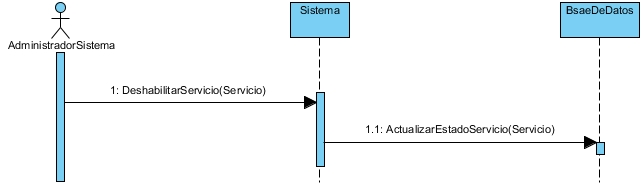 Sistema
BsaeDeDatos
AdministradorSistema
1: DeshabilitarServicio(Servicio)
1.1: ActualizarEstadoServicio(Servicio)